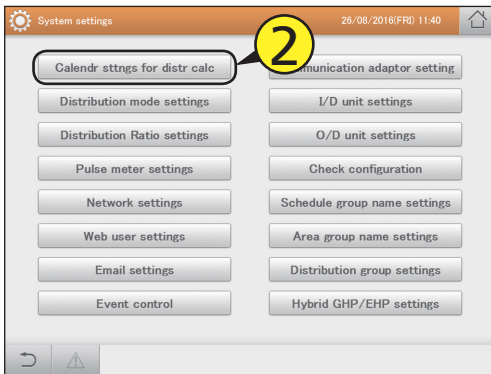 System settings 26/08/2016(FRI) 11:40
2
Calendr sttngs for distr calc
munication adaptor setting
Distribution mode settings
I/D unit settings
Distribution Ratio settings
O/D unit settings
Pulse meter settings
Check configuration
Network settings
Schedule group name settings
Web user settings
Area group name settings
Email settings
Distribution group settings
Event control
Hybrid GHP/EHP settings